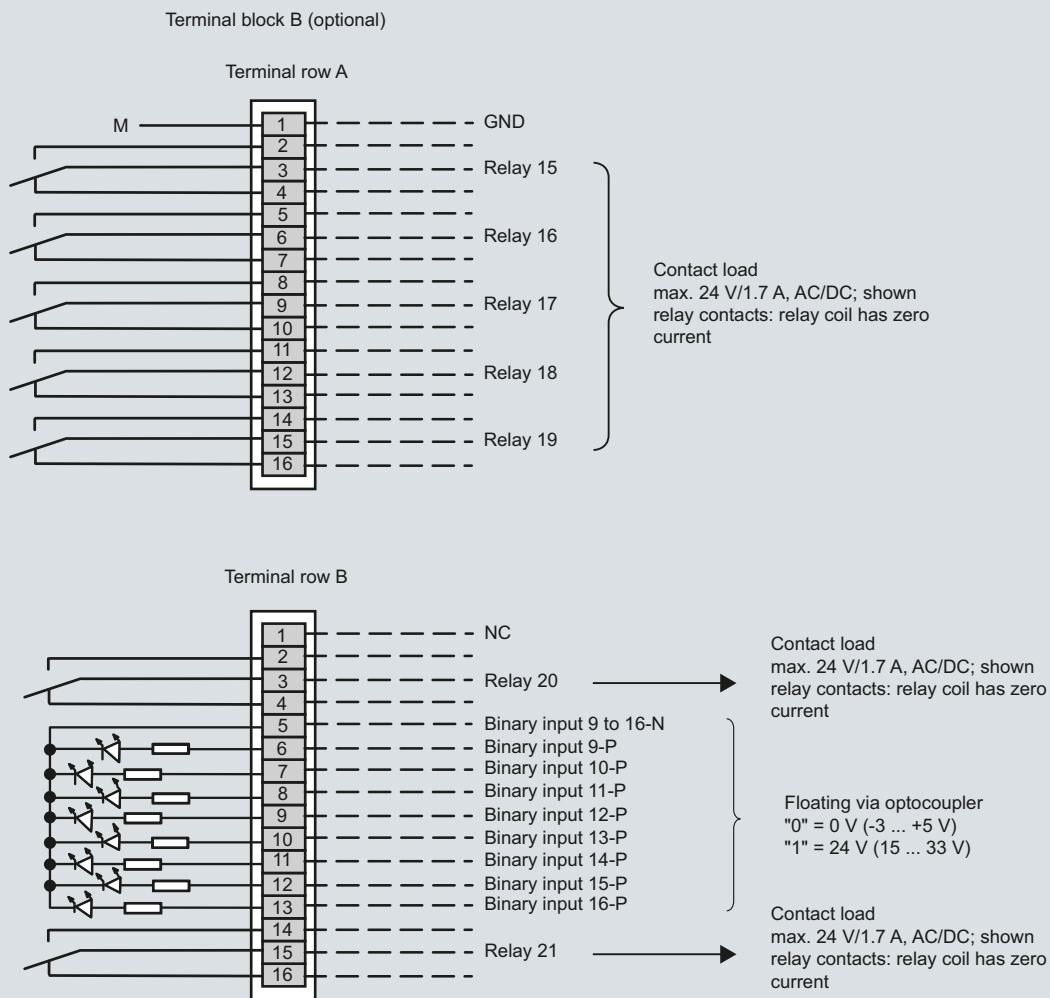 Terminal block B (optional)
Terminal row A
M
1
GND
2
3
Relay 15
4
5
6
Relay 16
7
8
9
Relay 17
10
11
12
Relay 18
13
14
15
Relay 19
16
Contact load
max. 24 V/1.7 A, AC/DC; shown
relay contacts: relay coil has zero
current
Terminal row B
1
NC
2
3
Relay 20
4
Contact load
max. 24 V/1.7 A, AC/DC; shown
relay contacts: relay coil has zero
current
5
Binary input 9 to 16-N
6
Binary input 9-P
7
Binary input 10-P
8
Binary input 11-P
9
Binary input 12-P
10
Binary input 13-P
11
Binary input 14-P
12
Binary input 15-P
13
Binary input 16-P
Floating via optocoupler
"0" = 0 V (-3 ... +5 V)
"1" = 24 V (15 ... 33 V)
14
15
Relay 21
16
Contact load
max. 24 V/1.7 A, AC/DC; shown
relay contacts: relay coil has zero
current